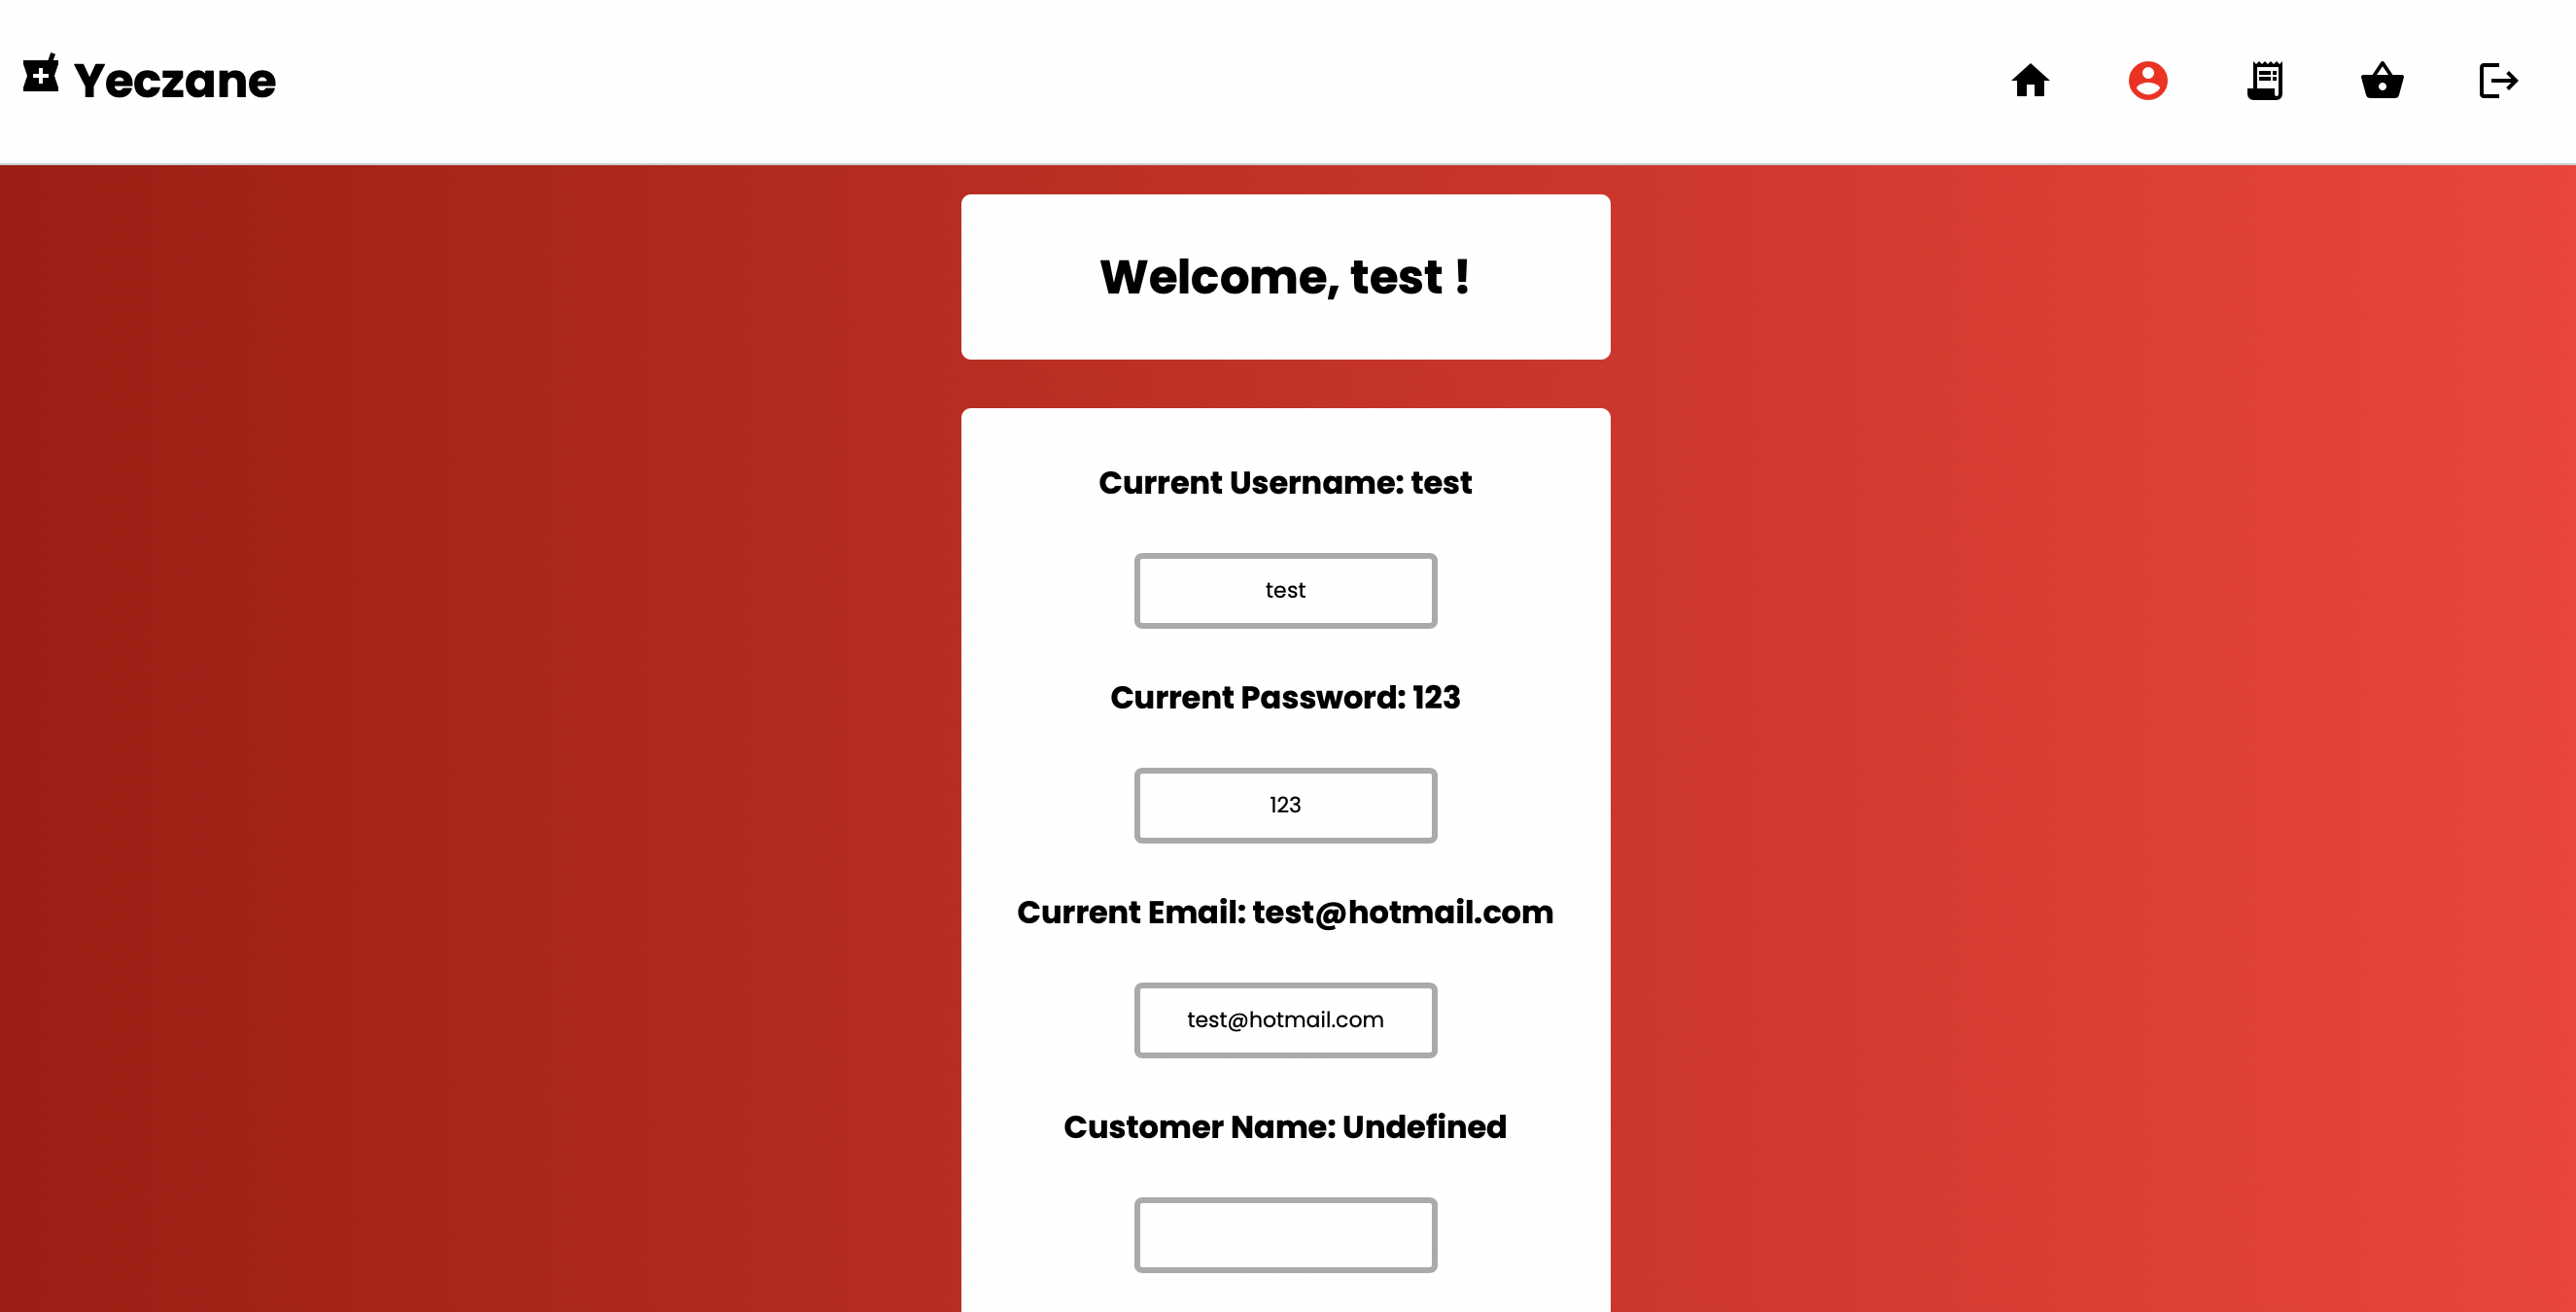 Yeczane
Welcome, test !
Current Username: test
test
Current Password: 123
123
Current Email: test@hotmail.com
test@hotmail.com
Customer Name: Undefined